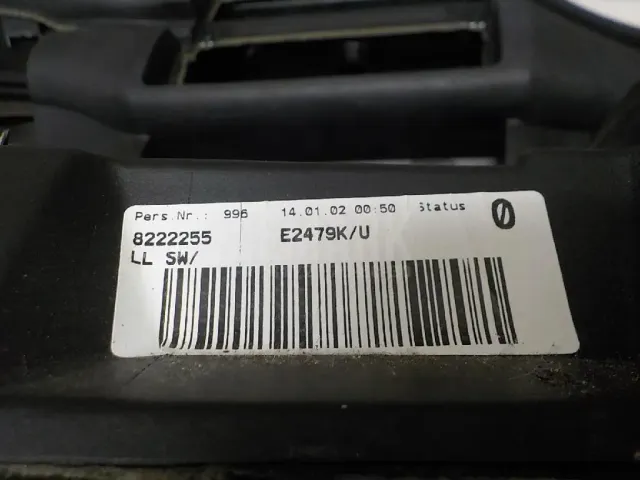 Pers.Nr.: 996 14.01.02 00:50 Status 0
8222255 E2479K/U
LL SW/